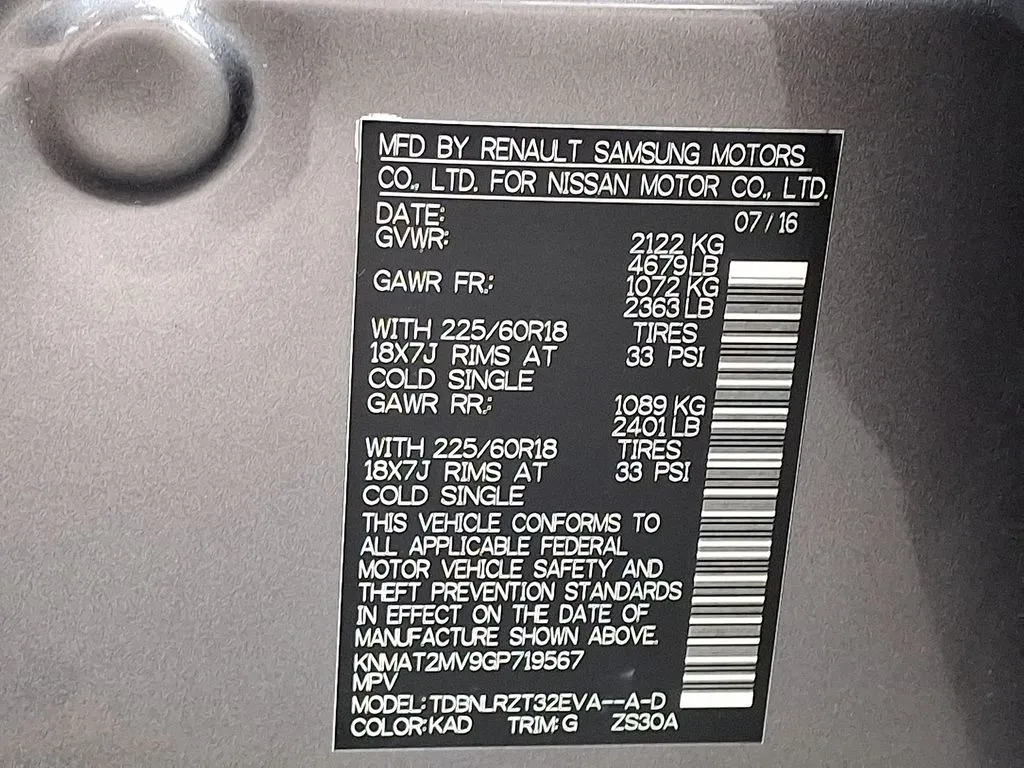 MFD BY RENAULT SAMSUNG MOTORS
CO., LTD. FOR NISSAN MOTOR CO., LTD.
DATE: 07/16
GVWR: 2122 KG
4679 LB
GAWR FR: 1072 KG
2363 LB
WITH 225/60R18 TIRES
18X7J RIMS AT 33 PSI
COLD SINGLE
GAWR RR: 1089 KG
2401 LB
WITH 225/60R18 TIRES
18X7J RIMS AT 33 PSI
COLD SINGLE
THIS VEHICLE CONFORMS TO
ALL APPLICABLE FEDERAL
MOTOR VEHICLE SAFETY AND
THEFT PREVENTION STANDARDS
IN EFFECT ON THE DATE OF
MANUFACTURE SHOWN ABOVE.
KNMAT2MV9GP719567
MPV
MODEL: TDBNLRZT32EVA--A-D
COLOR: KAD TRIM: G ZS30A